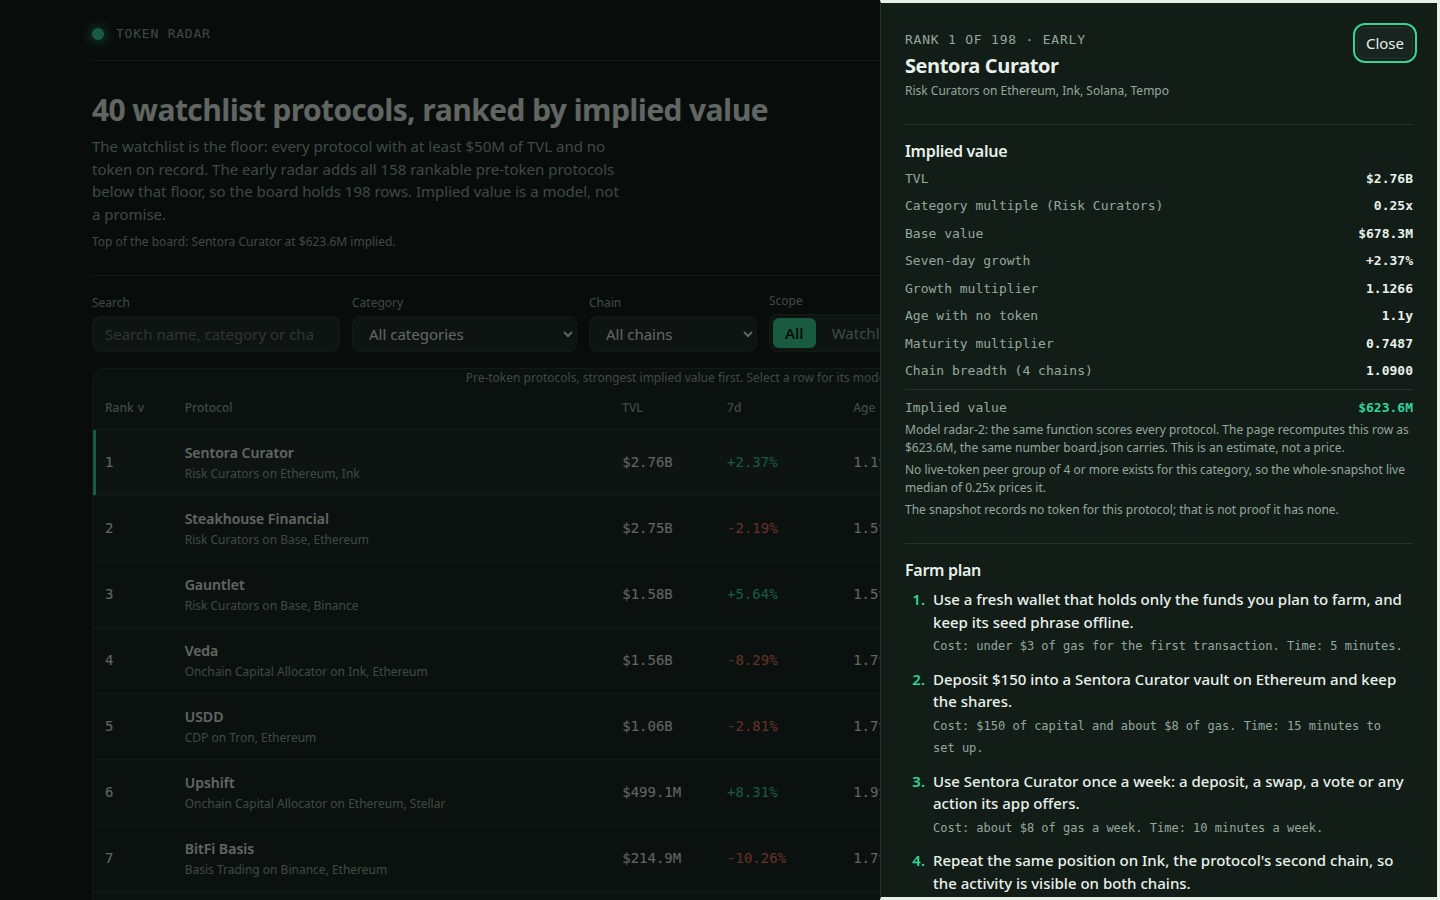 TOKEN RADAR
40 watchlist protocols, ranked by implied value
The watchlist is the floor: every protocol with at least $50M of TVL and no
token on record. The early radar adds all 158 rankable pre-token protocols
below that floor, so the board holds 198 rows. Implied value is a model, not
a promise.
Top of the board: Sentora Curator at $623.6M implied.
Search
Category
Chain
Scope
Search name, category or cha
All categories
All chains
All
Watchl
Pre-token protocols, strongest implied value first. Select a row for its mod
Rank v Protocol TVL 7d Age
1 Sentora Curator $2.76B +2.37% 1.1
Risk Curators on Ethereum, Ink
2 Steakhouse Financial $2.75B -2.19% 1.5
Risk Curators on Base, Ethereum
3 Gauntlet $1.58B +5.64% 1.5
Risk Curators on Base, Binance
4 Veda $1.56B -8.29% 1.7
Onchain Capital Allocator on Ink, Ethereum
5 USDD $1.06B -2.81% 1.7
CDP on Tron, Ethereum
6 Upshift $499.1M +8.31% 1.9
Onchain Capital Allocator on Ethereum, Stellar
7 BitFi Basis $214.9M -10.26% 1.7
Basis Trading on Binance, Ethereum
RANK 1 OF 198 · EARLY
Close
Sentora Curator
Risk Curators on Ethereum, Ink, Solana, Tempo
Implied value
TVL $2.76B
Category multiple (Risk Curators) 0.25x
Base value $678.3M
Seven-day growth +2.37%
Growth multiplier 1.1266
Age with no token 1.1y
Maturity multiplier 0.7487
Chain breadth (4 chains) 1.0900
Implied value $623.6M
Model radar-2: the same function scores every protocol. The page recomputes this row as
$623.6M, the same number board.json carries. This is an estimate, not a price.
No live-token peer group of 4 or more exists for this category, so the whole-snapshot live
median of 0.25x prices it.
The snapshot records no token for this protocol; that is not proof it has none.
Farm plan
1. Use a fresh wallet that holds only the funds you plan to farm, and
keep its seed phrase offline.
Cost: under $3 of gas for the first transaction. Time: 5 minutes.
2. Deposit $150 into a Sentora Curator vault on Ethereum and keep
the shares.
Cost: $150 of capital and about $8 of gas. Time: 15 minutes to
set up.
3. Use Sentora Curator once a week: a deposit, a swap, a vote or any
action its app offers.
Cost: about $8 of gas a week. Time: 10 minutes a week.
4. Repeat the same position on Ink, the protocol's second chain, so
the activity is visible on both chains.